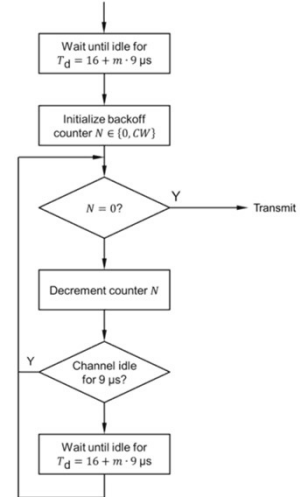 Wait until idle for
T_d = 16 + m · 9 µs
Initialize backoff
counter N ∈ {0, CW}
N = 0?
Y
Transmit
Decrement counter N
Y
Channel idle
for 9 µs?
Wait until idle for
T_d = 16 + m · 9 µs